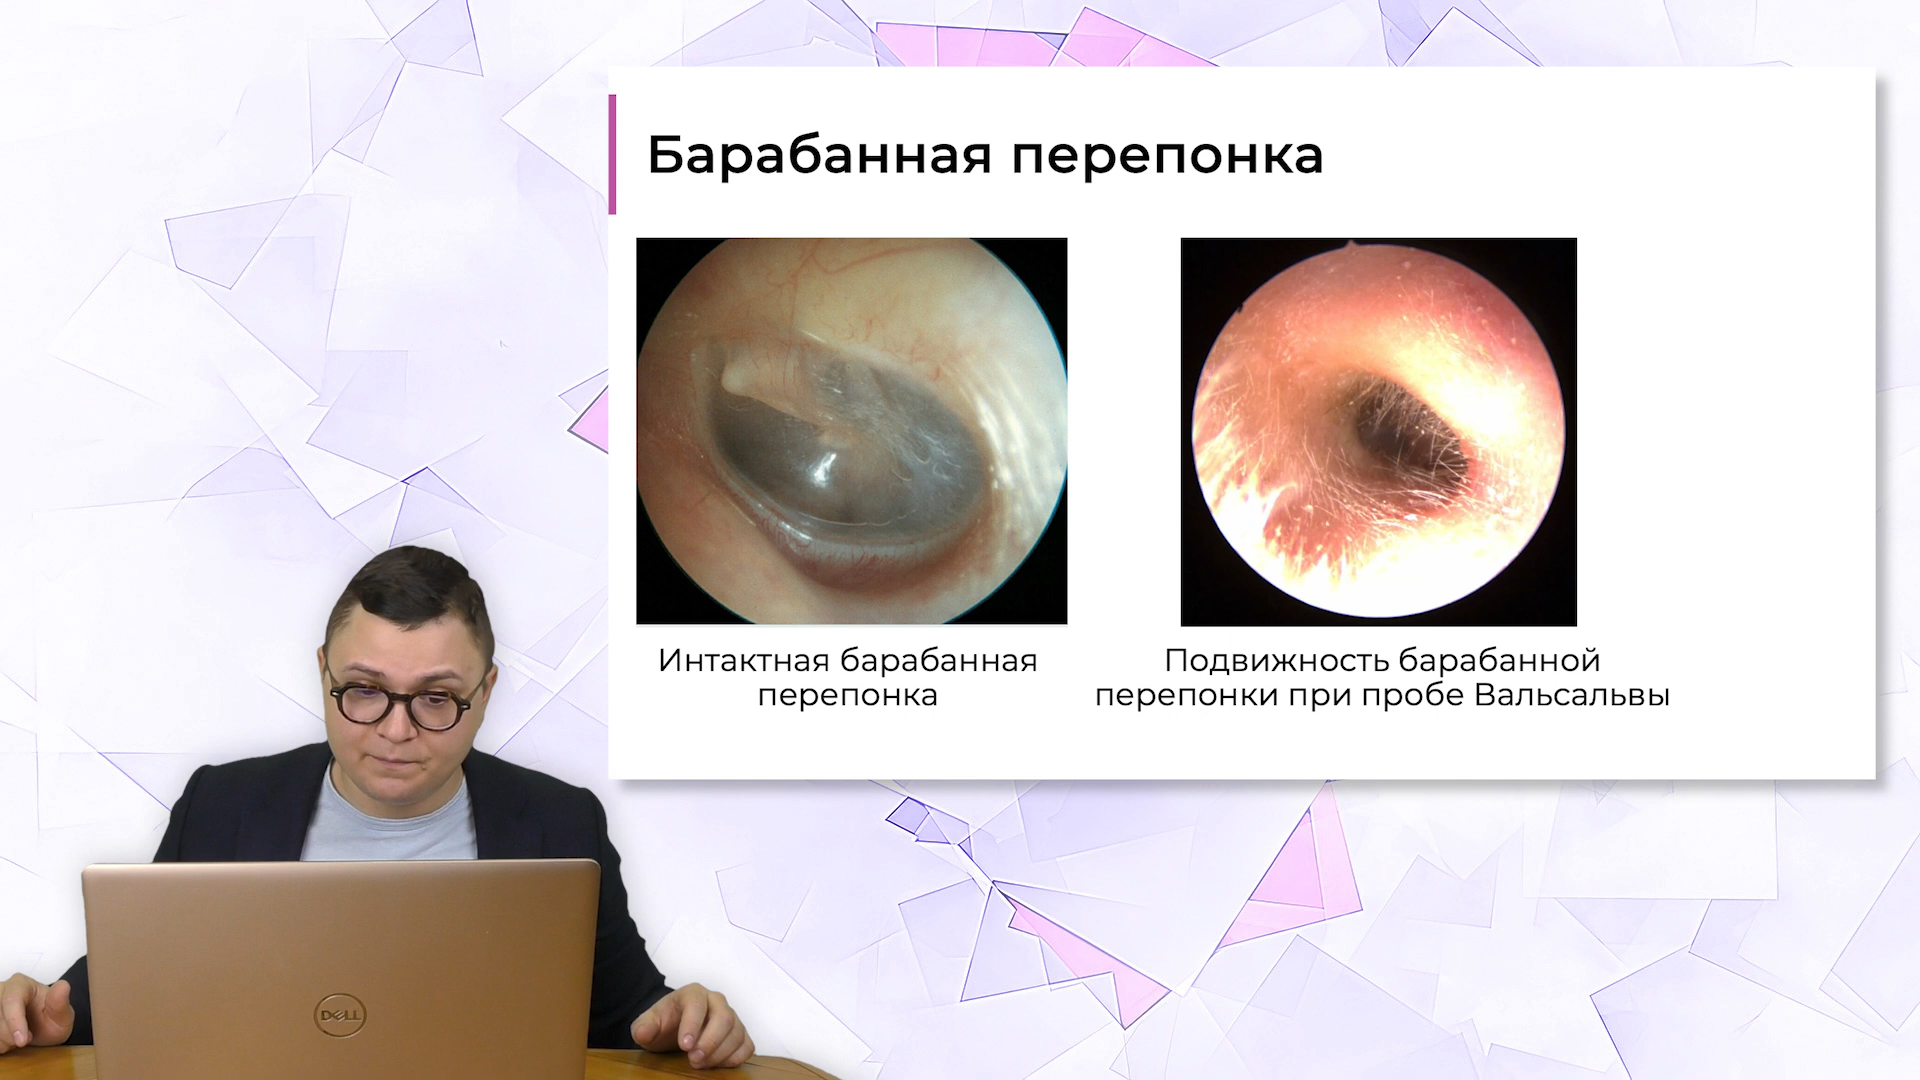 Барабанная перепонка
Интактная барабанная
перепонка
Подвижность барабанной
перепонки при пробе Вальсальвы
DELL